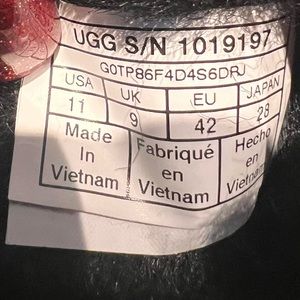 UGG S/N 1019197
G0TP86F4D4S6DRJ
USA UK EU JAPAN
11 9 42 28
Made In Vietnam
Fabriqué en Vietnam
Hecho en Vietnam